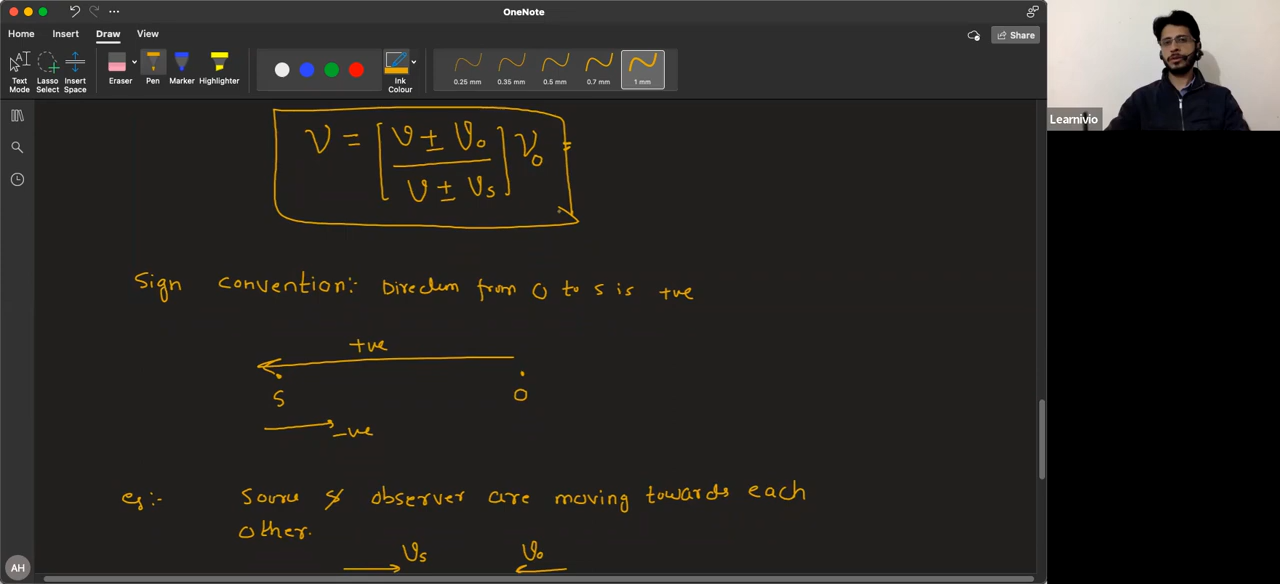 OneNote
Home Insert Draw View
Share
Text Mode
Lasso Select
Insert Space
Eraser
Pen
Marker
Highlighter
Ink Colour
0.25 mm 0.35 mm 0.5 mm 0.7 mm 1 mm
Learnivio
ν = [ (v ± v₀) / (v ± vₛ) ] ν₀
Sign convention:- Direction from O to S is +ve
+ve
S O
-ve
eg:- Source & observer are moving towards each
other.
vₛ v₀
AH